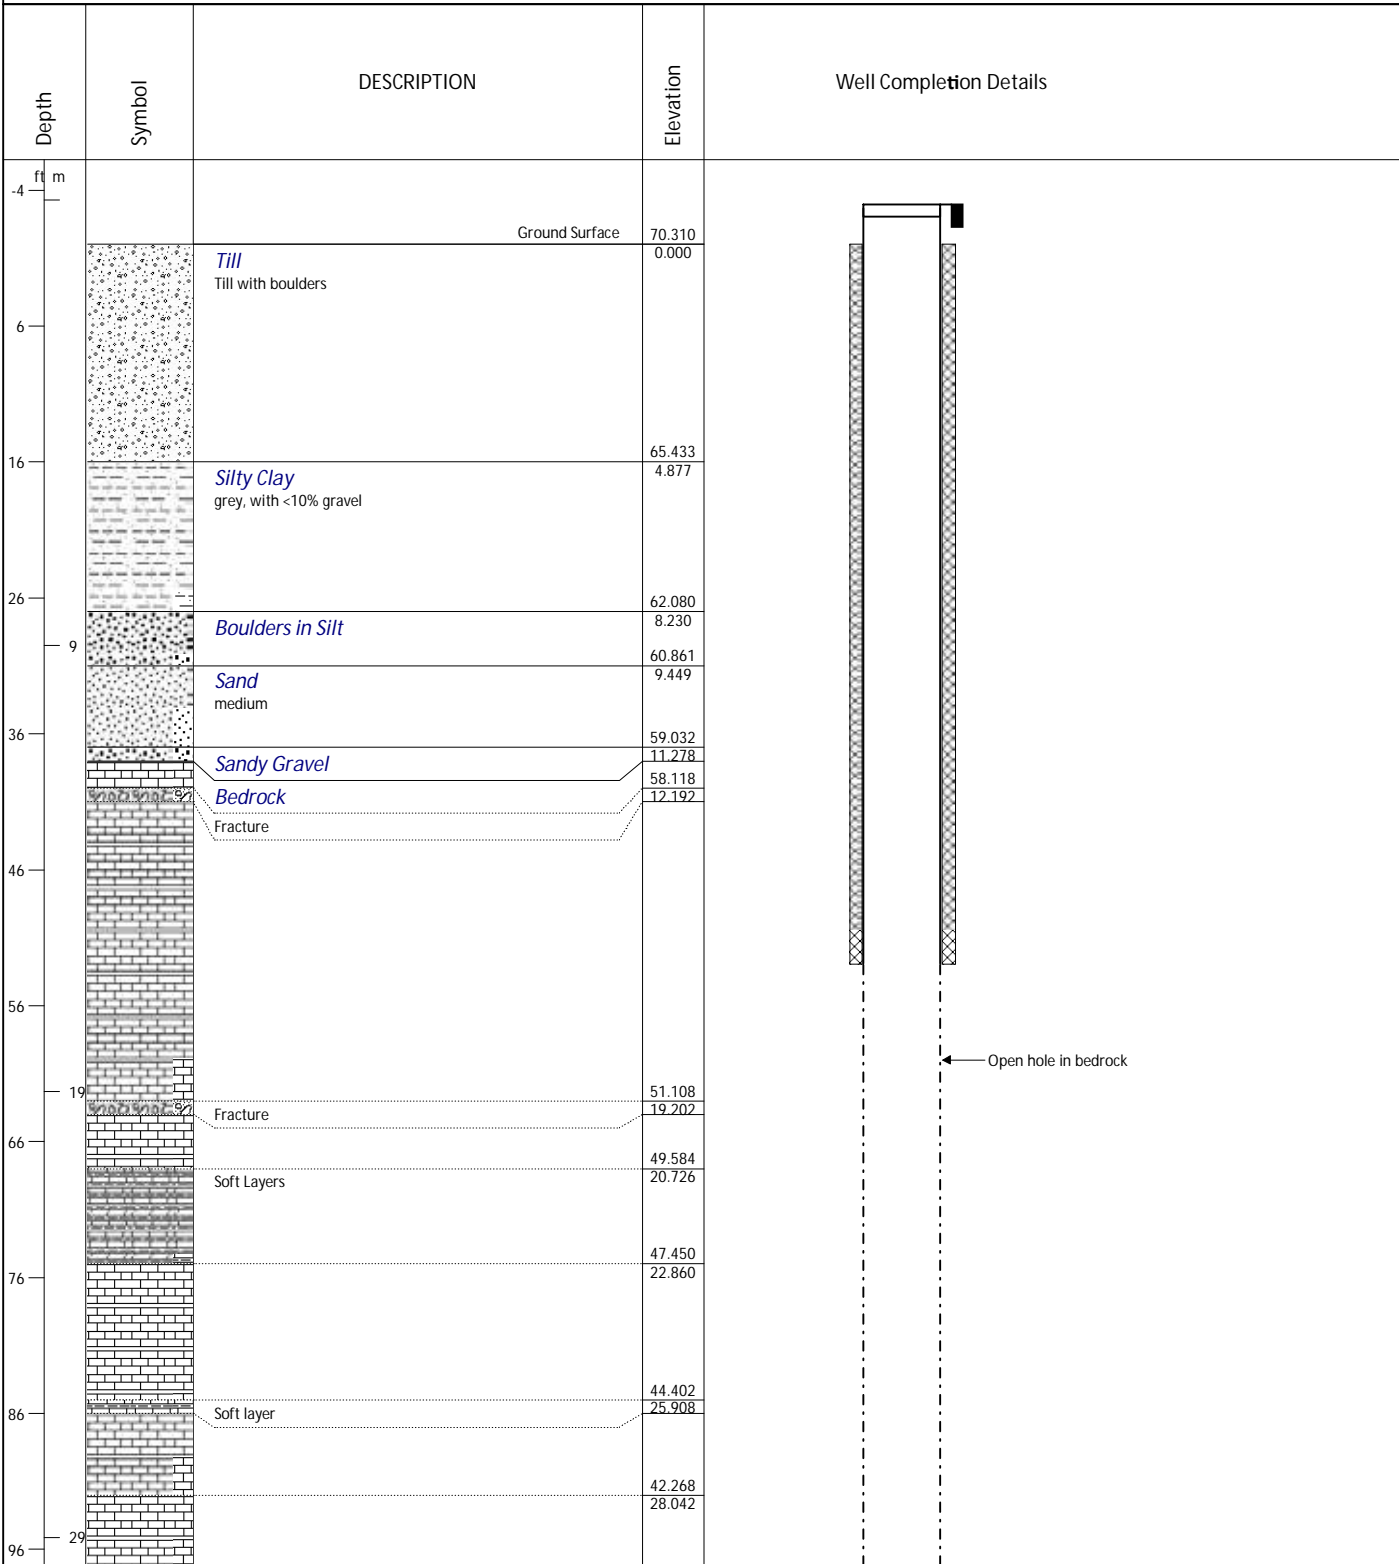 Depth
Symbol
DESCRIPTION
Elevation
Well Completion Details
ft m
-4
Ground Surface
70.310
0.000
Till
Till with boulders
6
65.433
16
4.877
Silty Clay
grey, with <10% gravel
26
62.080
8.230
Boulders in Silt
9
60.861
9.449
Sand
medium
36
59.032
11.278
Sandy Gravel
58.118
12.192
Bedrock
Fracture
46
56
Open hole in bedrock
19
51.108
19.202
Fracture
66
49.584
20.726
Soft Layers
47.450
22.860
76
44.402
25.908
86
Soft layer
42.268
28.042
29
96